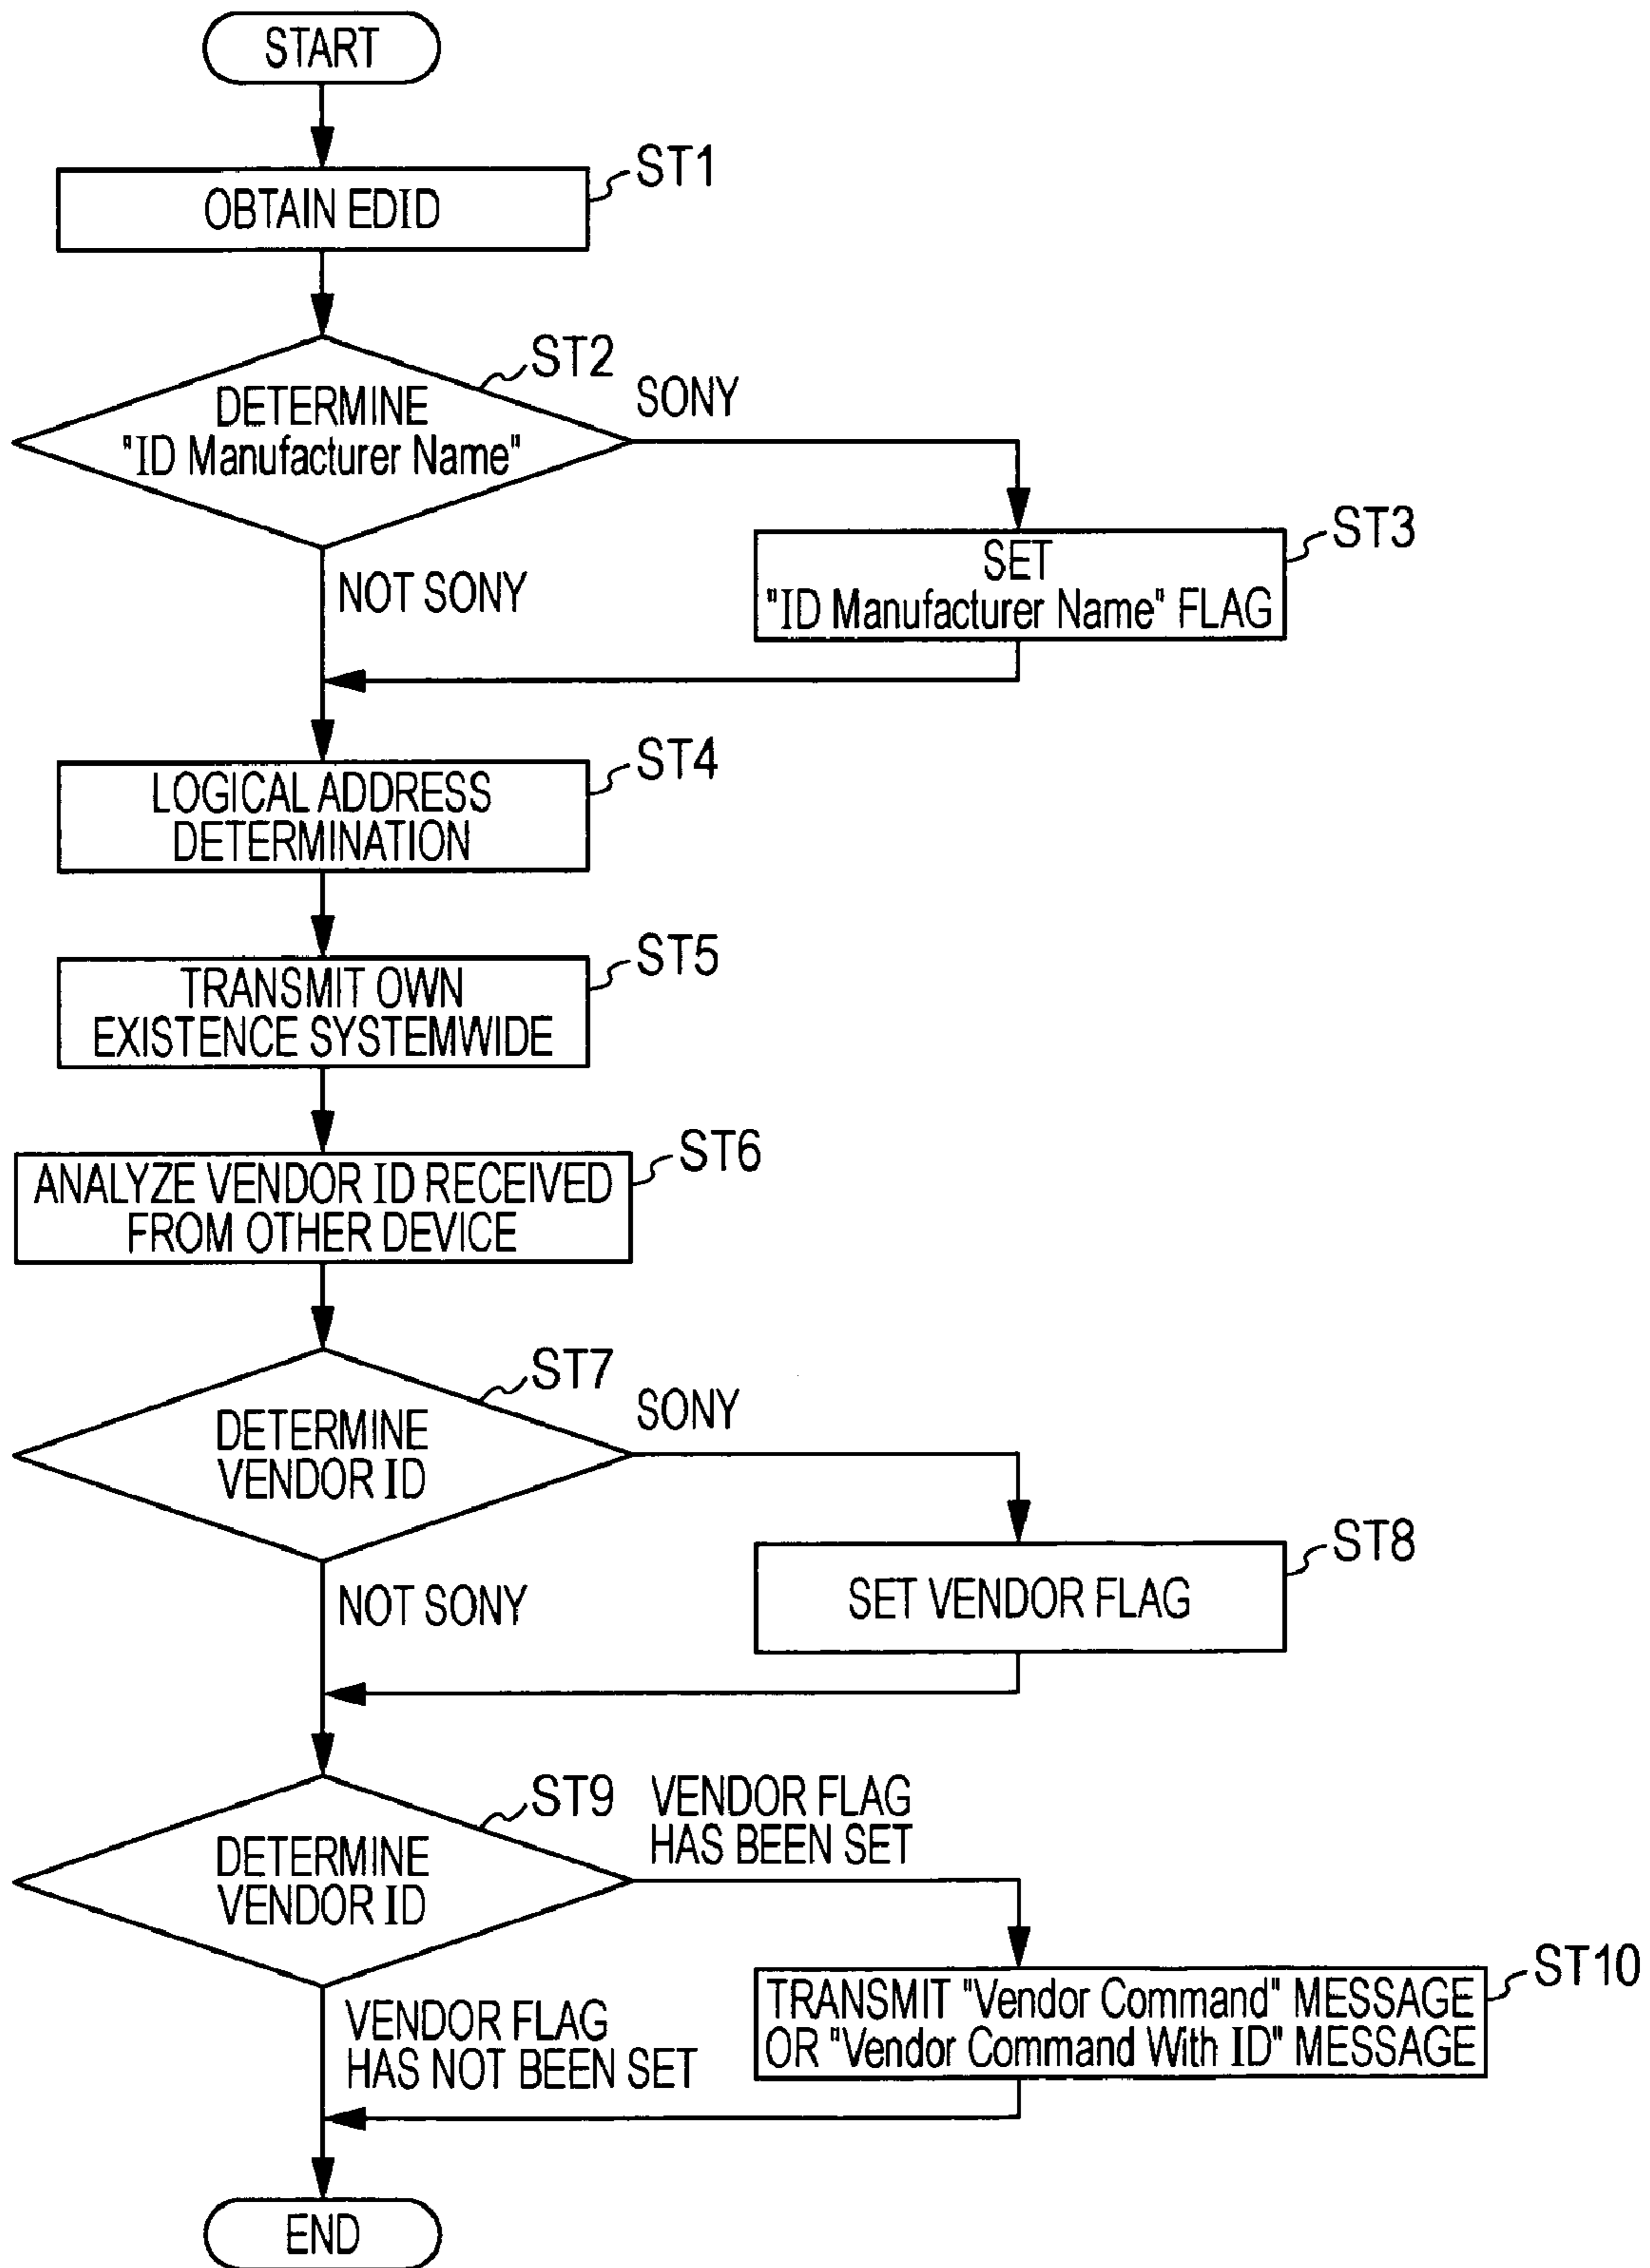 START
ST1
OBTAIN EDID
ST2
DETERMINE
"ID Manufacturer Name"
SONY
NOT SONY
ST3
SET
"ID Manufacturer Name" FLAG
ST4
LOGICAL ADDRESS
DETERMINATION
ST5
TRANSMIT OWN
EXISTENCE SYSTEMWIDE
ST6
ANALYZE VENDOR ID RECEIVED
FROM OTHER DEVICE
ST7
DETERMINE
VENDOR ID
SONY
NOT SONY
ST8
SET VENDOR FLAG
ST9
DETERMINE
VENDOR ID
VENDOR FLAG
HAS BEEN SET
VENDOR FLAG
HAS NOT BEEN SET
ST10
TRANSMIT "Vendor Command" MESSAGE
OR "Vendor Command With ID" MESSAGE
END